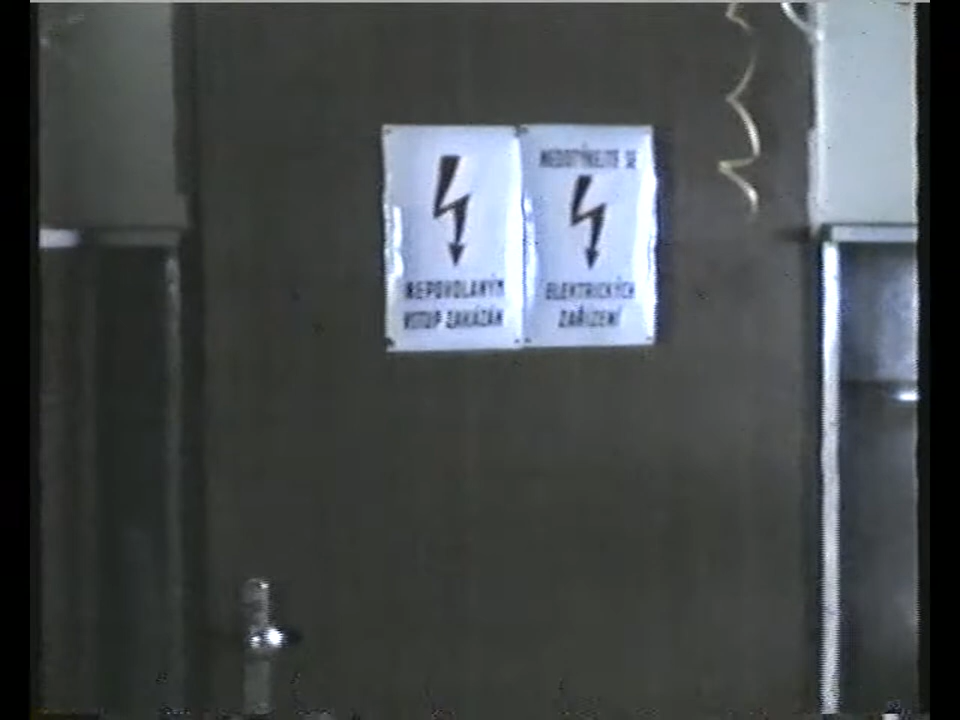 NEPOVOLANÝM
VSTUP ZAKÁZÁN
NEDOTÝKEJTE SE
ELEKTRICKÝCH
ZAŘÍZENÍ